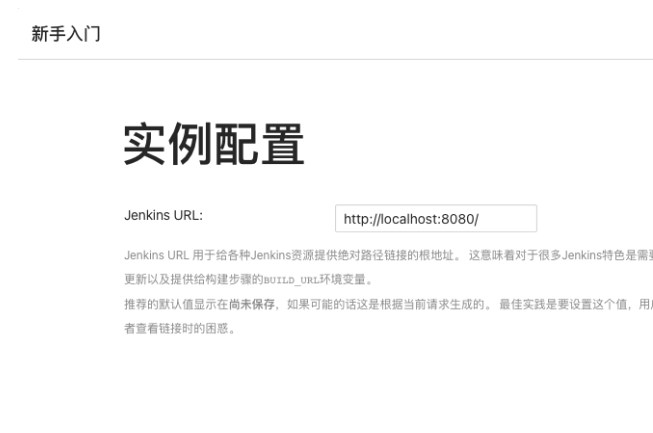 新手入门
实例配置
Jenkins URL:
http://localhost:8080/
Jenkins URL 用于给各种Jenkins资源提供绝对路径链接的根地址。 这意味着对于很多Jenkins特色是需要
更新以及提供给构建步骤的BUILD_URL环境变量。
推荐的默认值显示在尚未保存，如果可能的话这是根据当前请求生成的。 最佳实践是要设置这个值，用
者查看链接时的困惑。